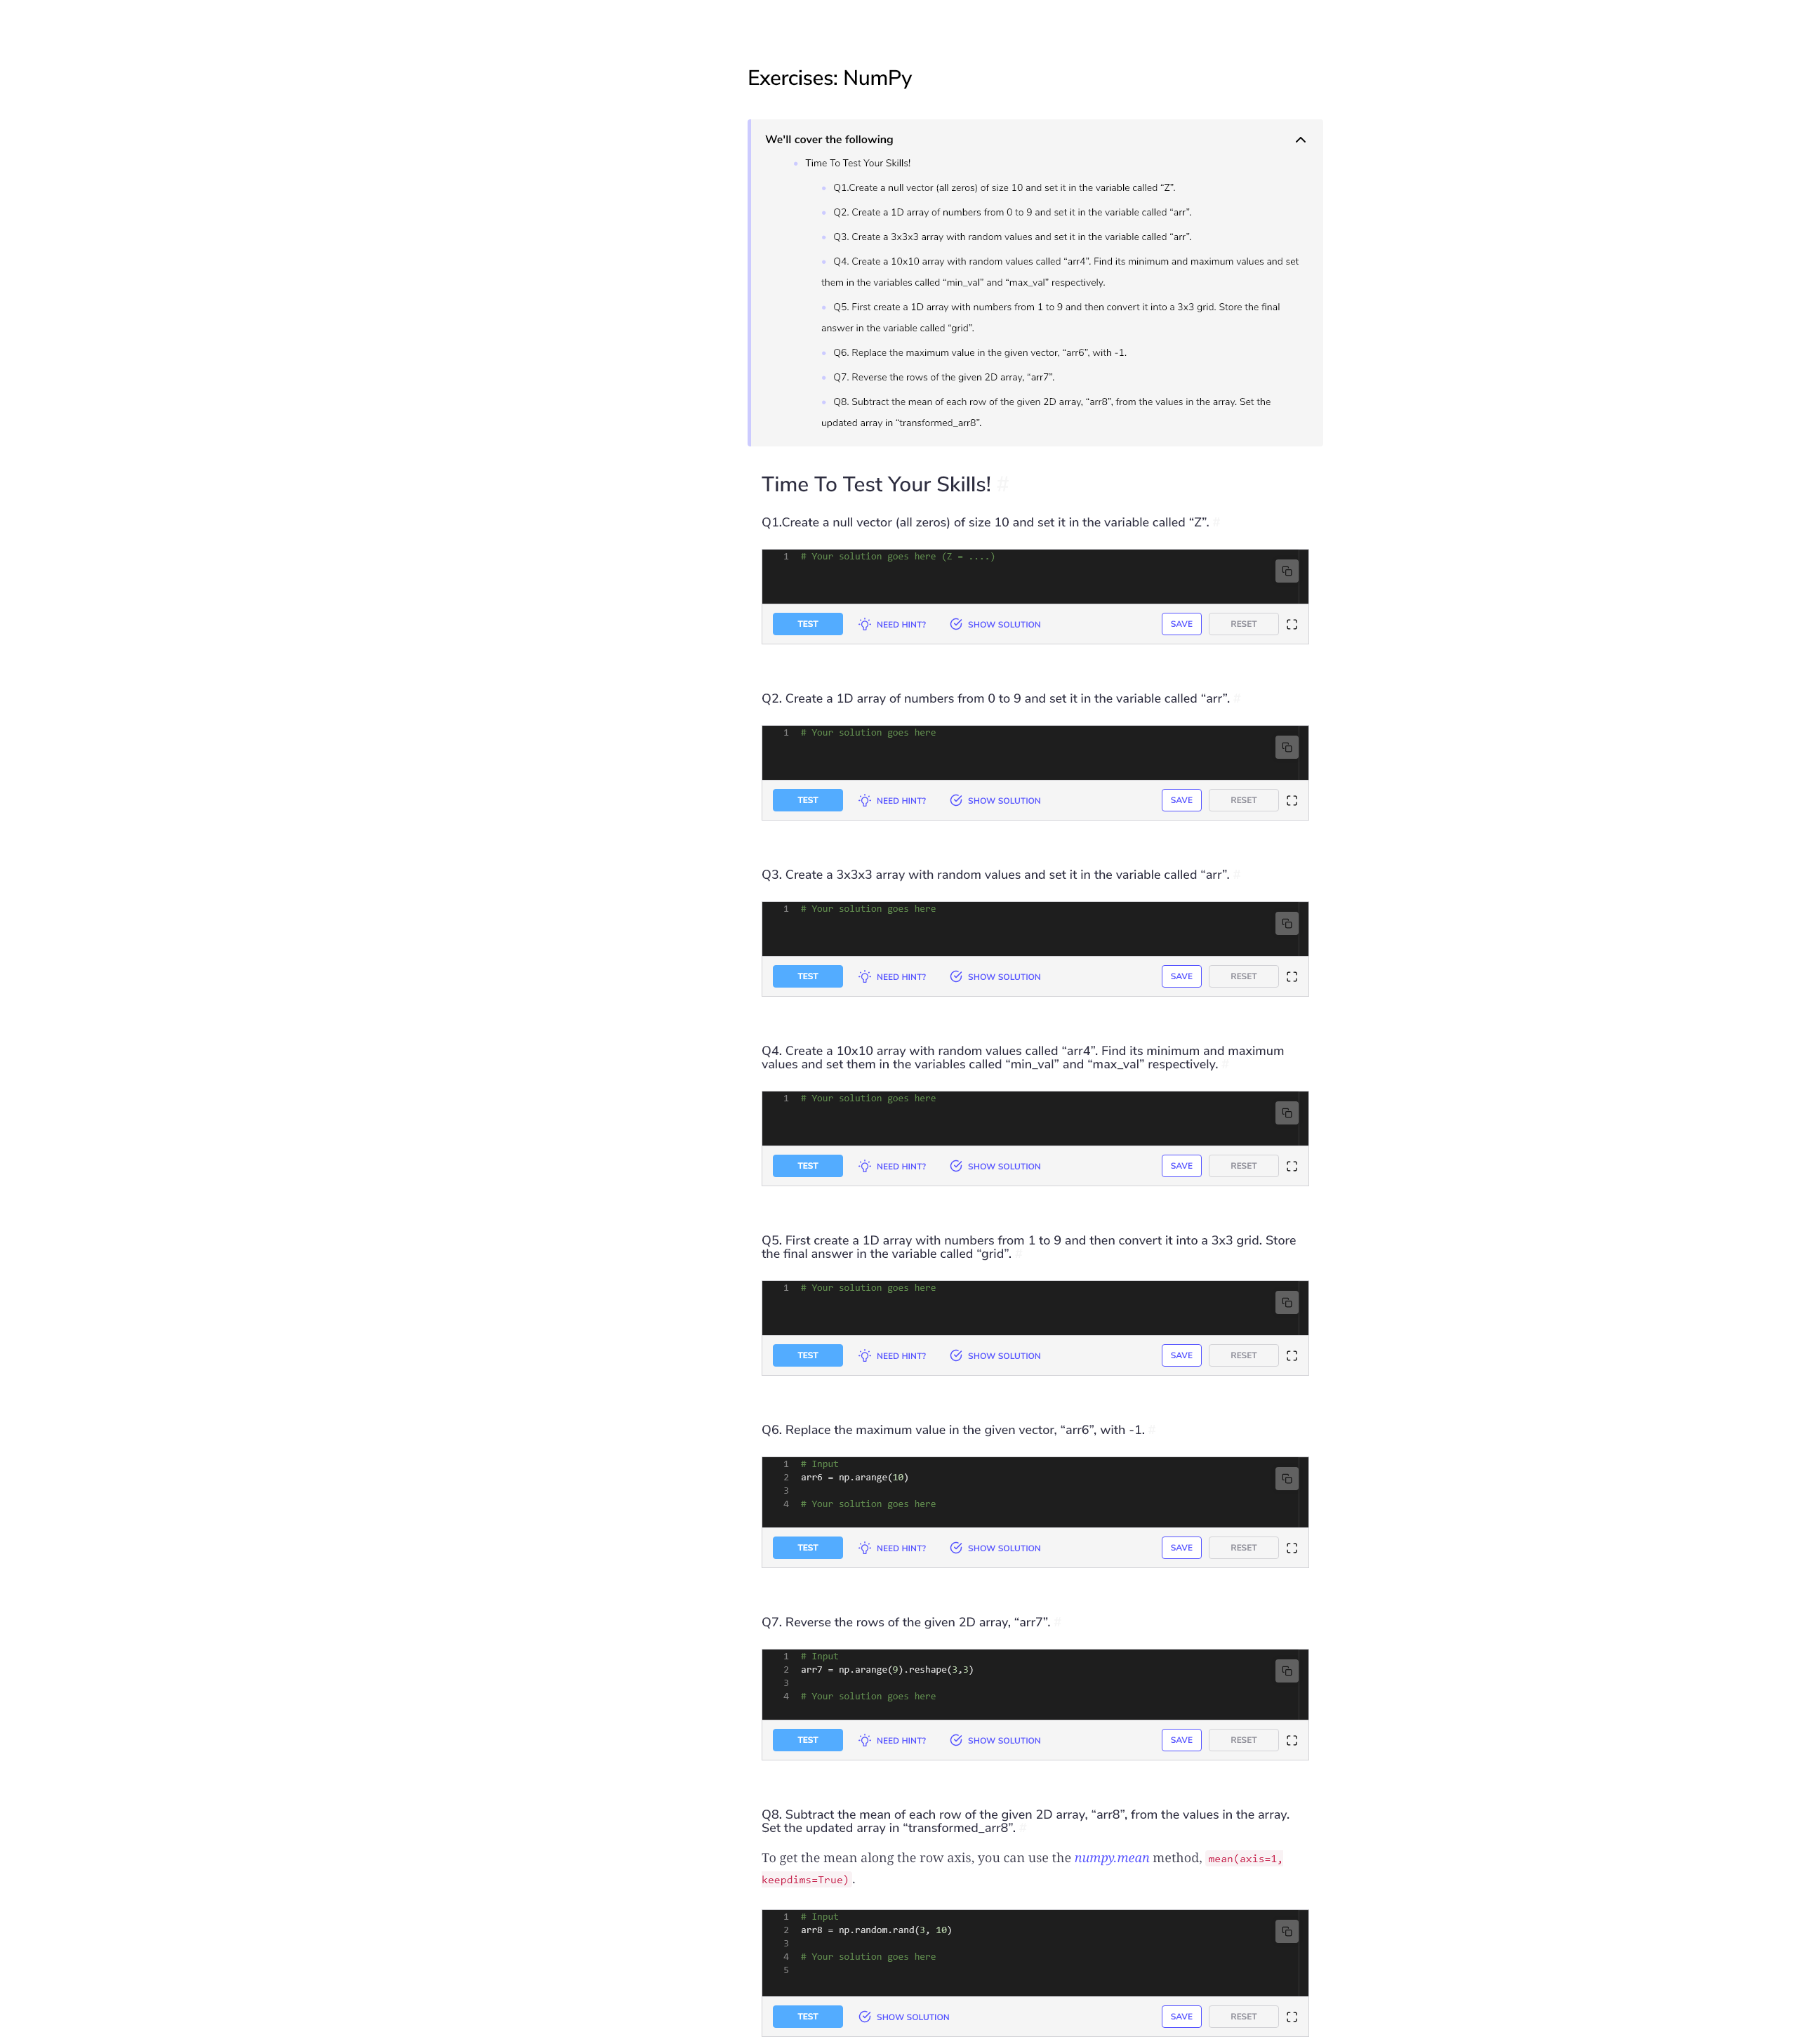 Exercises: NumPy
We'll cover the following
Time To Test Your Skills!
Q1.Create a null vector (all zeros) of size 10 and set it in the variable called “Z”.
Q2. Create a 1D array of numbers from 0 to 9 and set it in the variable called “arr”.
Q3. Create a 3x3x3 array with random values and set it in the variable called “arr”.
Q4. Create a 10x10 array with random values called “arr4”. Find its minimum and maximum values and set
them in the variables called “min_val” and “max_val” respectively.
Q5. First create a 1D array with numbers from 1 to 9 and then convert it into a 3x3 grid. Store the final
answer in the variable called “grid”.
Q6. Replace the maximum value in the given vector, “arr6”, with -1.
Q7. Reverse the rows of the given 2D array, “arr7”.
Q8. Subtract the mean of each row of the given 2D array, “arr8”, from the values in the array. Set the
updated array in “transformed_arr8”.
Time To Test Your Skills! #
Q1.Create a null vector (all zeros) of size 10 and set it in the variable called “Z”. #
1 # Your solution goes here (Z = ....)
TEST NEED HINT? SHOW SOLUTION SAVE RESET
Q2. Create a 1D array of numbers from 0 to 9 and set it in the variable called “arr”. #
1 # Your solution goes here
TEST NEED HINT? SHOW SOLUTION SAVE RESET
Q3. Create a 3x3x3 array with random values and set it in the variable called “arr”. #
1 # Your solution goes here
TEST NEED HINT? SHOW SOLUTION SAVE RESET
Q4. Create a 10x10 array with random values called “arr4”. Find its minimum and maximum
values and set them in the variables called “min_val” and “max_val” respectively. #
1 # Your solution goes here
TEST NEED HINT? SHOW SOLUTION SAVE RESET
Q5. First create a 1D array with numbers from 1 to 9 and then convert it into a 3x3 grid. Store
the final answer in the variable called “grid”. #
1 # Your solution goes here
TEST NEED HINT? SHOW SOLUTION SAVE RESET
Q6. Replace the maximum value in the given vector, “arr6”, with -1. #
1 # Input
2 arr6 = np.arange(10)
3
4 # Your solution goes here
TEST NEED HINT? SHOW SOLUTION SAVE RESET
Q7. Reverse the rows of the given 2D array, “arr7”. #
1 # Input
2 arr7 = np.arange(9).reshape(3,3)
3
4 # Your solution goes here
TEST NEED HINT? SHOW SOLUTION SAVE RESET
Q8. Subtract the mean of each row of the given 2D array, “arr8”, from the values in the array.
Set the updated array in “transformed_arr8”. #
To get the mean along the row axis, you can use the numpy.mean method, mean(axis=1,
keepdims=True).
1 # Input
2 arr8 = np.random.rand(3, 10)
3
4 # Your solution goes here
5
TEST SHOW SOLUTION SAVE RESET